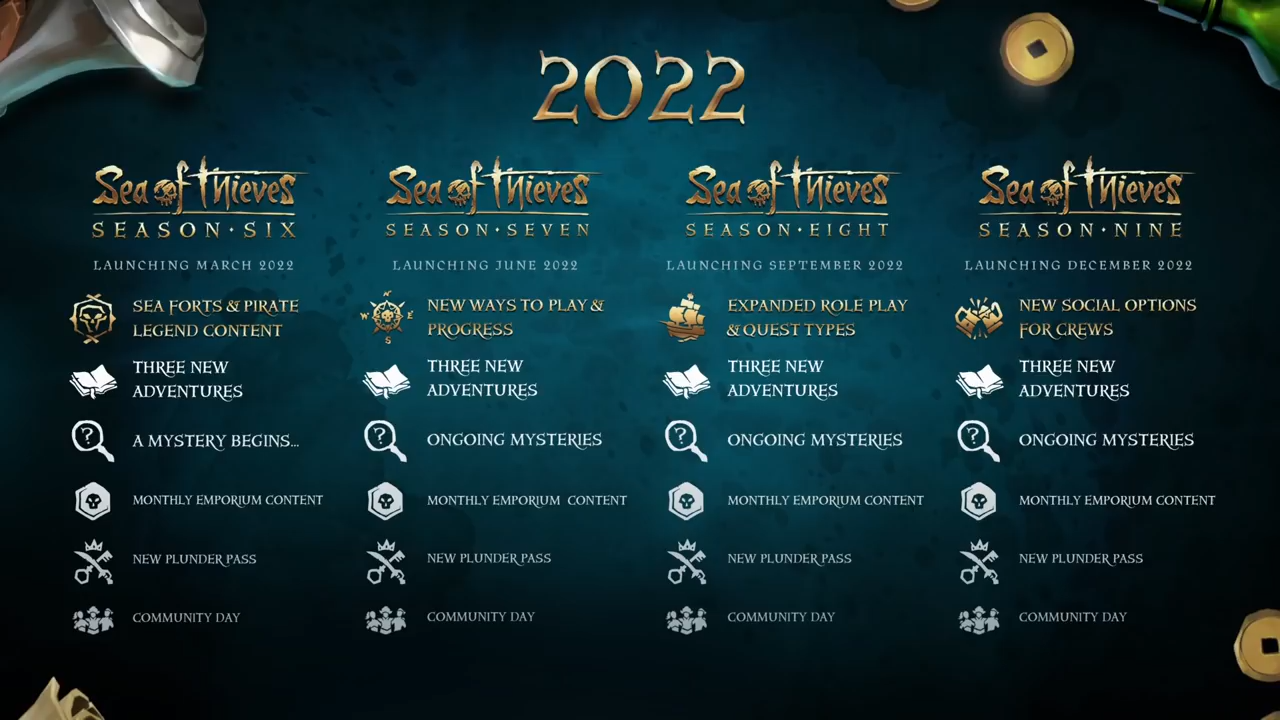 2022
Sea of Thieves
SEASON·SIX
LAUNCHING MARCH 2022
SEA FORTS & PIRATE
LEGEND CONTENT
THREE NEW
ADVENTURES
A MYSTERY BEGINS...
MONTHLY EMPORIUM CONTENT
NEW PLUNDER PASS
COMMUNITY DAY
Sea of Thieves
SEASON·SEVEN
LAUNCHING JUNE 2022
N
W E
S
NEW WAYS TO PLAY &
PROGRESS
THREE NEW
ADVENTURES
ONGOING MYSTERIES
MONTHLY EMPORIUM CONTENT
NEW PLUNDER PASS
COMMUNITY DAY
Sea of Thieves
SEASON·EIGHT
LAUNCHING SEPTEMBER 2022
EXPANDED ROLE PLAY
& QUEST TYPES
THREE NEW
ADVENTURES
ONGOING MYSTERIES
MONTHLY EMPORIUM CONTENT
NEW PLUNDER PASS
COMMUNITY DAY
Sea of Thieves
SEASON·NINE
LAUNCHING DECEMBER 2022
NEW SOCIAL OPTIONS
FOR CREWS
THREE NEW
ADVENTURES
ONGOING MYSTERIES
MONTHLY EMPORIUM CONTENT
NEW PLUNDER PASS
COMMUNITY DAY